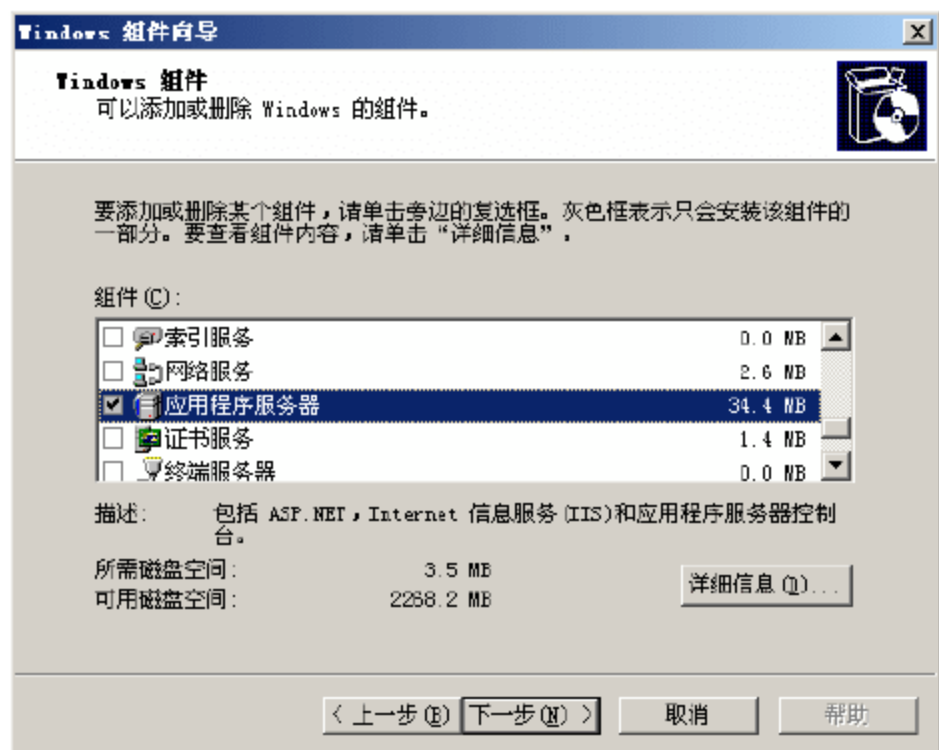 Windows 组件向导
Windows 组件
可以添加或删除 Windows 的组件。
要添加或删除某个组件，请单击旁边的复选框。灰色框表示只会安装该组件的
一部分。要查看组件内容，请单击“详细信息”。
组件(C):
索引服务 0.0 MB
网络服务 2.6 MB
应用程序服务器 34.4 MB
证书服务 1.4 MB
终端服务器 0.0 MB
描述: 包括 ASP.NET，Internet 信息服务(IIS)和应用程序服务器控制
台。
所需磁盘空间: 3.5 MB
可用磁盘空间: 2268.2 MB
详细信息(D)...
< 上一步(B) 下一步(N) > 取消 帮助